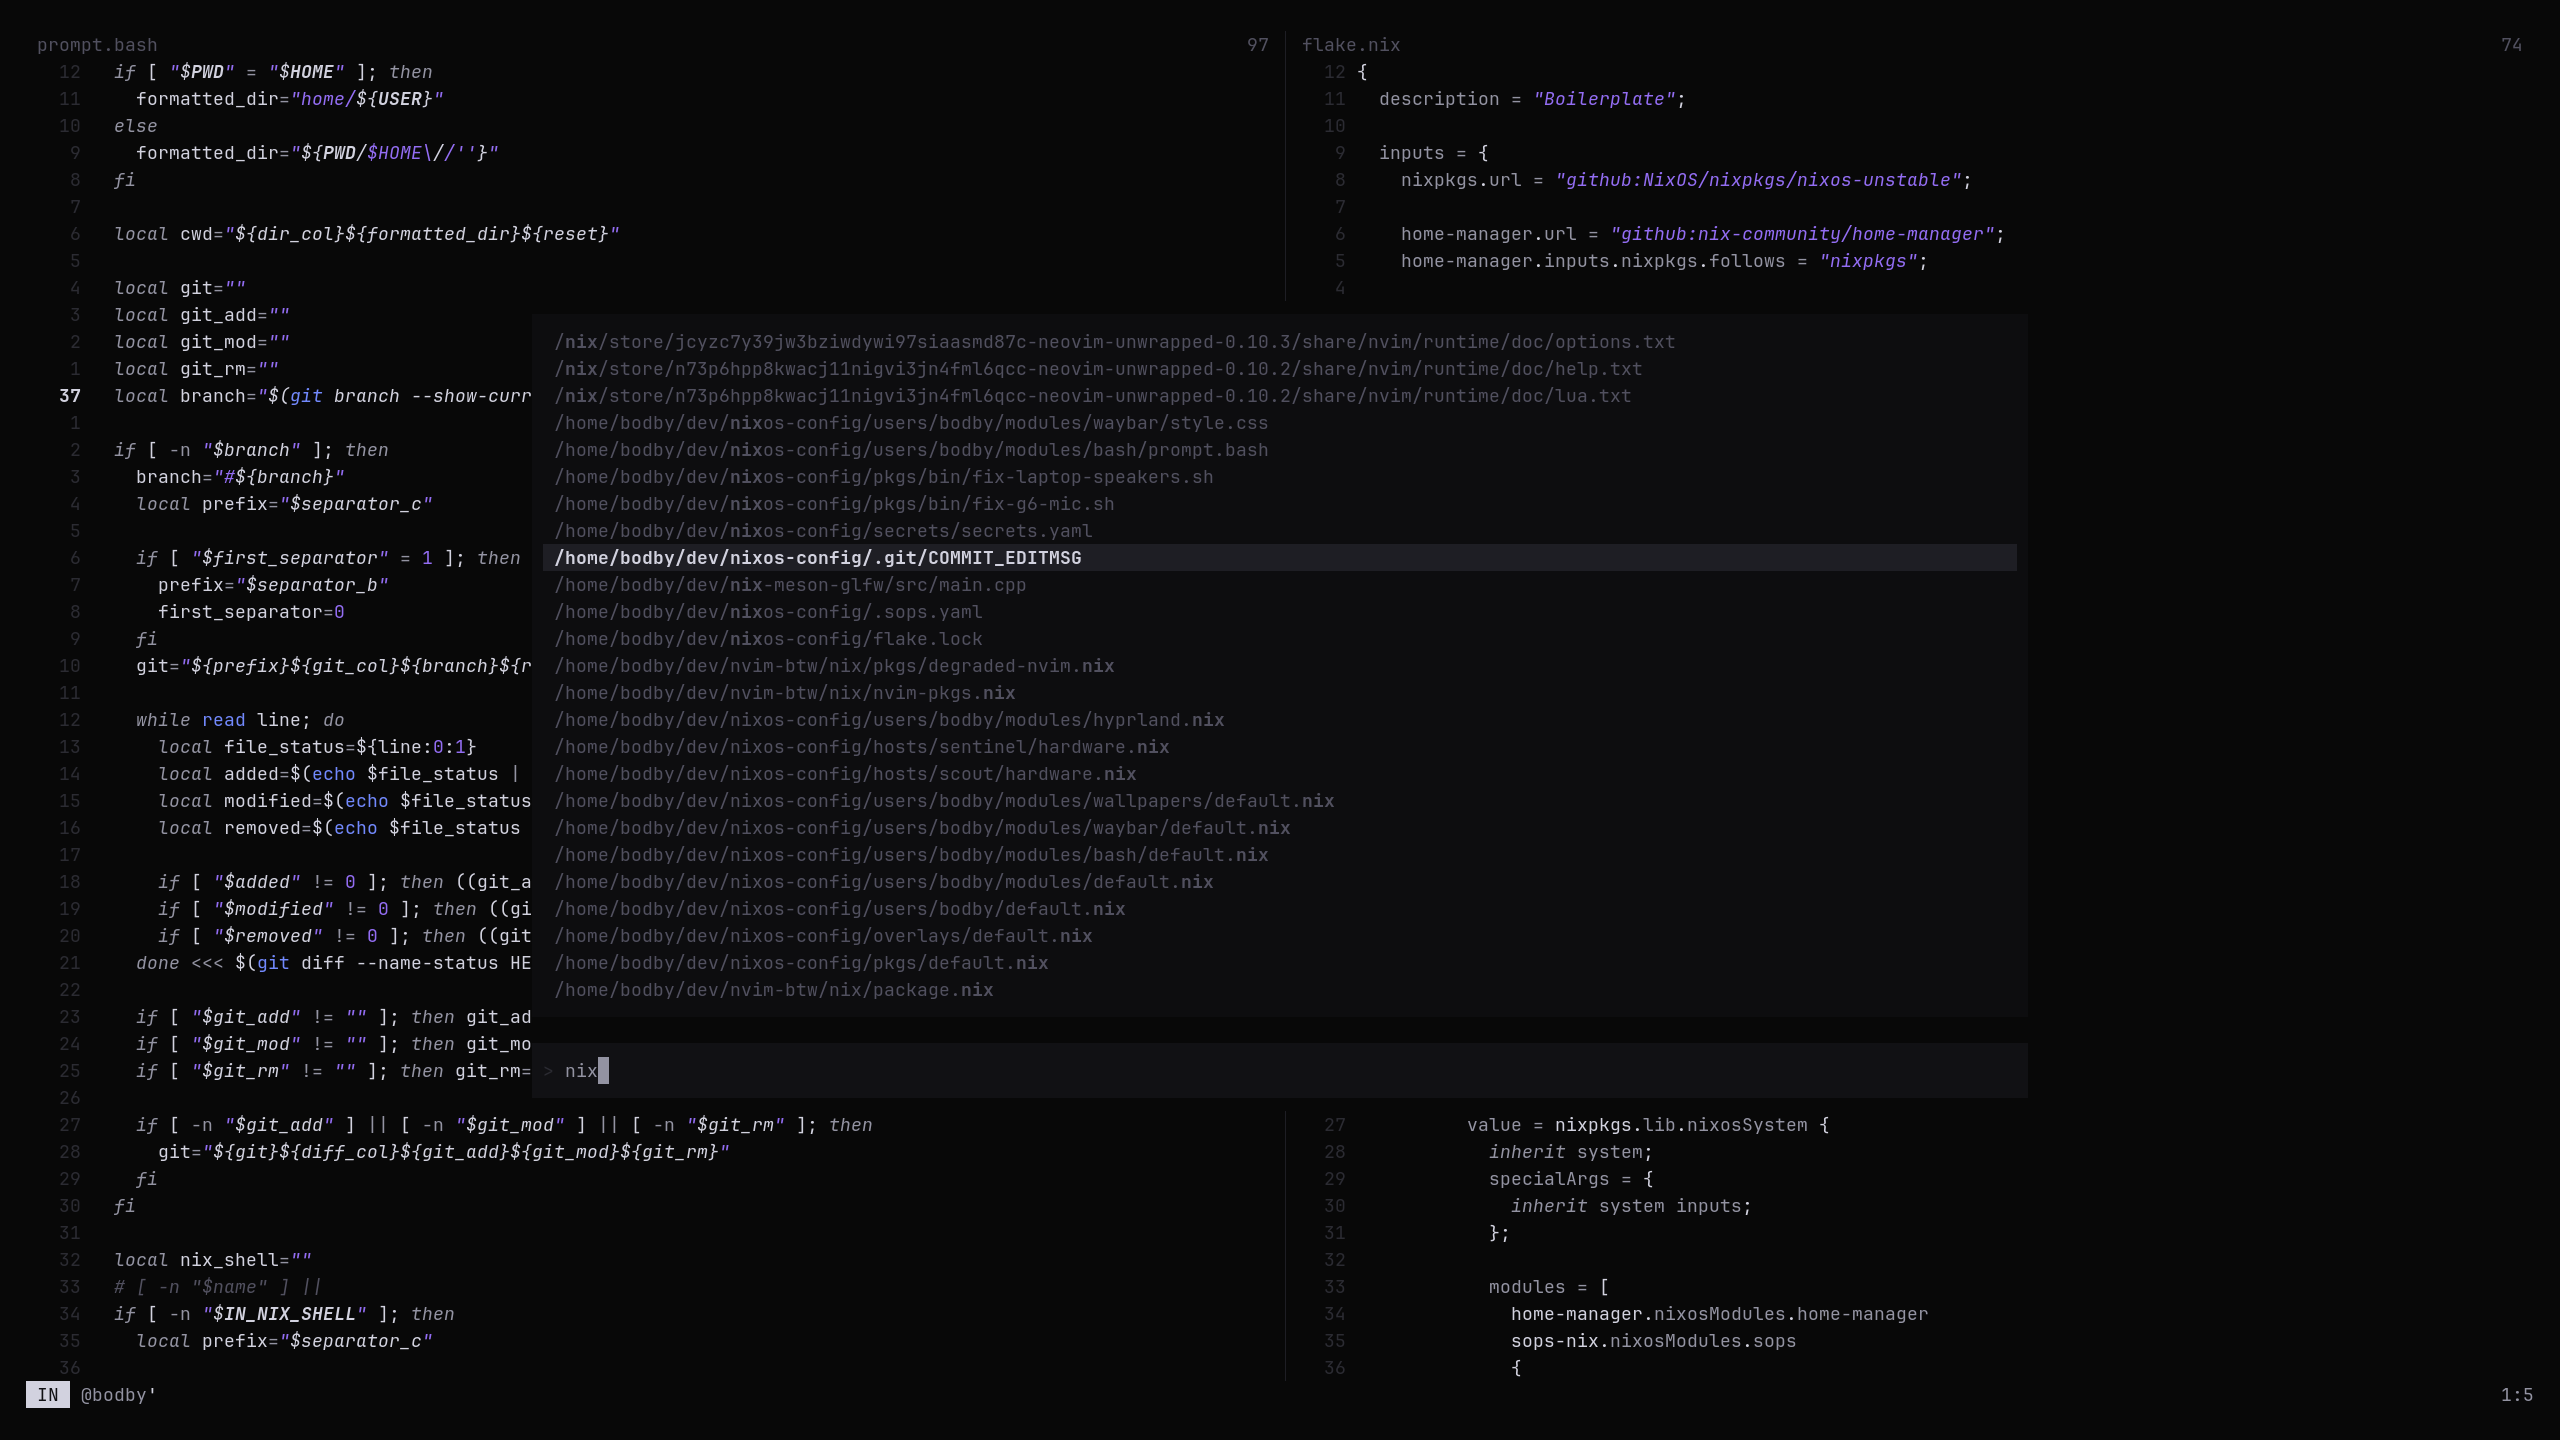 prompt.bash 97
12 if [ "$PWD" = "$HOME" ]; then
11 formatted_dir="home/${USER}"
10 else
9 formatted_dir="${PWD/$HOME\//''}"
8 fi
7
6 local cwd="${dir_col}${formatted_dir}${reset}"
5
4 local git=""
3 local git_add=""
2 local git_mod=""
1 local git_rm=""
37 local branch="$(git branch --show-curr
1
2 if [ -n "$branch" ]; then
3 branch="#${branch}"
4 local prefix="$separator_c"
5
6 if [ "$first_separator" = 1 ]; then
7 prefix="$separator_b"
8 first_separator=0
9 fi
10 git="${prefix}${git_col}${branch}${r
11
12 while read line; do
13 local file_status=${line:0:1}
14 local added=$(echo $file_status |
15 local modified=$(echo $file_status
16 local removed=$(echo $file_status
17
18 if [ "$added" != 0 ]; then ((git_a
19 if [ "$modified" != 0 ]; then ((gi
20 if [ "$removed" != 0 ]; then ((git
21 done <<< $(git diff --name-status HE
22
23 if [ "$git_add" != "" ]; then git_ad
24 if [ "$git_mod" != "" ]; then git_mo
25 if [ "$git_rm" != "" ]; then git_rm=
26
27 if [ -n "$git_add" ] || [ -n "$git_mod" ] || [ -n "$git_rm" ]; then
28 git="${git}${diff_col}${git_add}${git_mod}${git_rm}"
29 fi
30 fi
31
32 local nix_shell=""
33 # [ -n "$name" ] ||
34 if [ -n "$IN_NIX_SHELL" ]; then
35 local prefix="$separator_c"
36
flake.nix 74
12 {
11 description = "Boilerplate";
10
9 inputs = {
8 nixpkgs.url = "github:NixOS/nixpkgs/nixos-unstable";
7
6 home-manager.url = "github:nix-community/home-manager";
5 home-manager.inputs.nixpkgs.follows = "nixpkgs";
4
/nix/store/jcyzc7y39jw3bziwdywi97siaasmd87c-neovim-unwrapped-0.10.3/share/nvim/runtime/doc/options.txt
/nix/store/n73p6hpp8kwacj11nigvi3jn4fml6qcc-neovim-unwrapped-0.10.2/share/nvim/runtime/doc/help.txt
/nix/store/n73p6hpp8kwacj11nigvi3jn4fml6qcc-neovim-unwrapped-0.10.2/share/nvim/runtime/doc/lua.txt
/home/bodby/dev/nixos-config/users/bodby/modules/waybar/style.css
/home/bodby/dev/nixos-config/users/bodby/modules/bash/prompt.bash
/home/bodby/dev/nixos-config/pkgs/bin/fix-laptop-speakers.sh
/home/bodby/dev/nixos-config/pkgs/bin/fix-g6-mic.sh
/home/bodby/dev/nixos-config/secrets/secrets.yaml
/home/bodby/dev/nixos-config/.git/COMMIT_EDITMSG
/home/bodby/dev/nix-meson-glfw/src/main.cpp
/home/bodby/dev/nixos-config/.sops.yaml
/home/bodby/dev/nixos-config/flake.lock
/home/bodby/dev/nvim-btw/nix/pkgs/degraded-nvim.nix
/home/bodby/dev/nvim-btw/nix/nvim-pkgs.nix
/home/bodby/dev/nixos-config/users/bodby/modules/hyprland.nix
/home/bodby/dev/nixos-config/hosts/sentinel/hardware.nix
/home/bodby/dev/nixos-config/hosts/scout/hardware.nix
/home/bodby/dev/nixos-config/users/bodby/modules/wallpapers/default.nix
/home/bodby/dev/nixos-config/users/bodby/modules/waybar/default.nix
/home/bodby/dev/nixos-config/users/bodby/modules/bash/default.nix
/home/bodby/dev/nixos-config/users/bodby/modules/default.nix
/home/bodby/dev/nixos-config/users/bodby/default.nix
/home/bodby/dev/nixos-config/overlays/default.nix
/home/bodby/dev/nixos-config/pkgs/default.nix
/home/bodby/dev/nvim-btw/nix/package.nix
> nix
27 value = nixpkgs.lib.nixosSystem {
28 inherit system;
29 specialArgs = {
30 inherit system inputs;
31 };
32
33 modules = [
34 home-manager.nixosModules.home-manager
35 sops-nix.nixosModules.sops
36 {
IN @bodby' 1:5